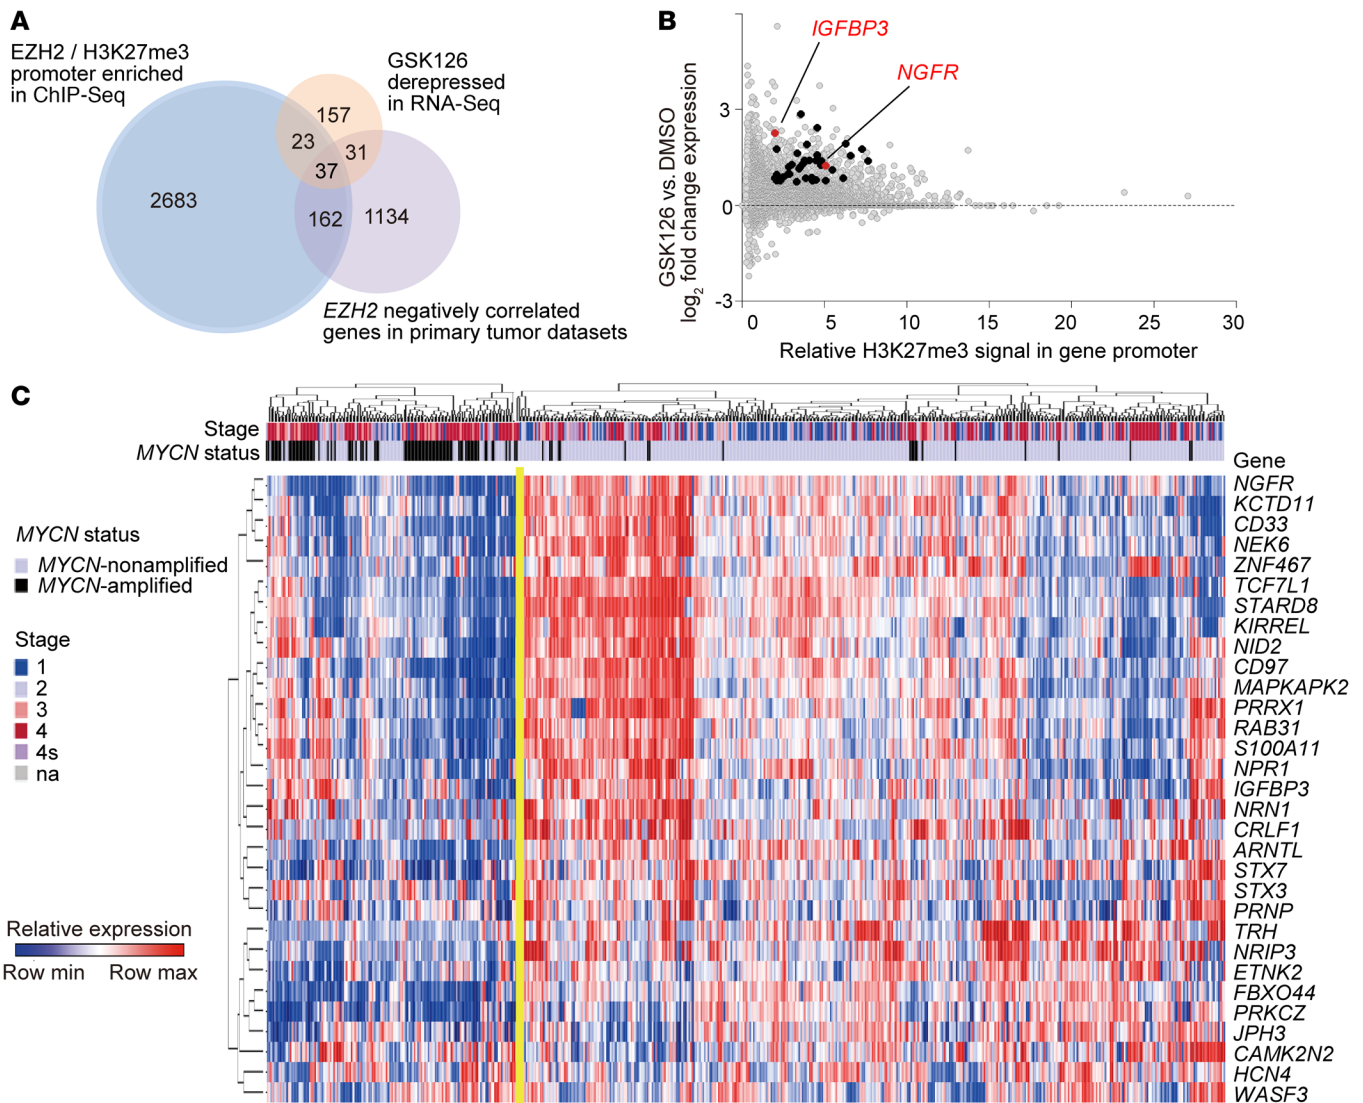 A
EZH2 / H3K27me3
promoter enriched
in ChIP-Seq
GSK126
derepressed
in RNA-Seq
157
23
31
37
2683
162
1134
EZH2 negatively correlated
genes in primary tumor datasets
B
IGFBP3
NGFR
GSK126 vs. DMSO
log2 fold change expression
3
0
-3
0 5 10 15 20 25 30
Relative H3K27me3 signal in gene promoter
C
Stage
MYCN status
MYCN status
MYCN-nonamplified
MYCN-amplified
Stage
1
2
3
4
4s
na
Relative expression
Row min Row max
Gene
NGFR
KCTD11
CD33
NEK6
ZNF467
TCF7L1
STARD8
KIRREL
NID2
CD97
MAPKAPK2
PRRX1
RAB31
S100A11
NPR1
IGFBP3
NRN1
CRLF1
ARNTL
STX7
STX3
PRNP
TRH
NRIP3
ETNK2
FBXO44
PRKCZ
JPH3
CAMK2N2
HCN4
WASF3